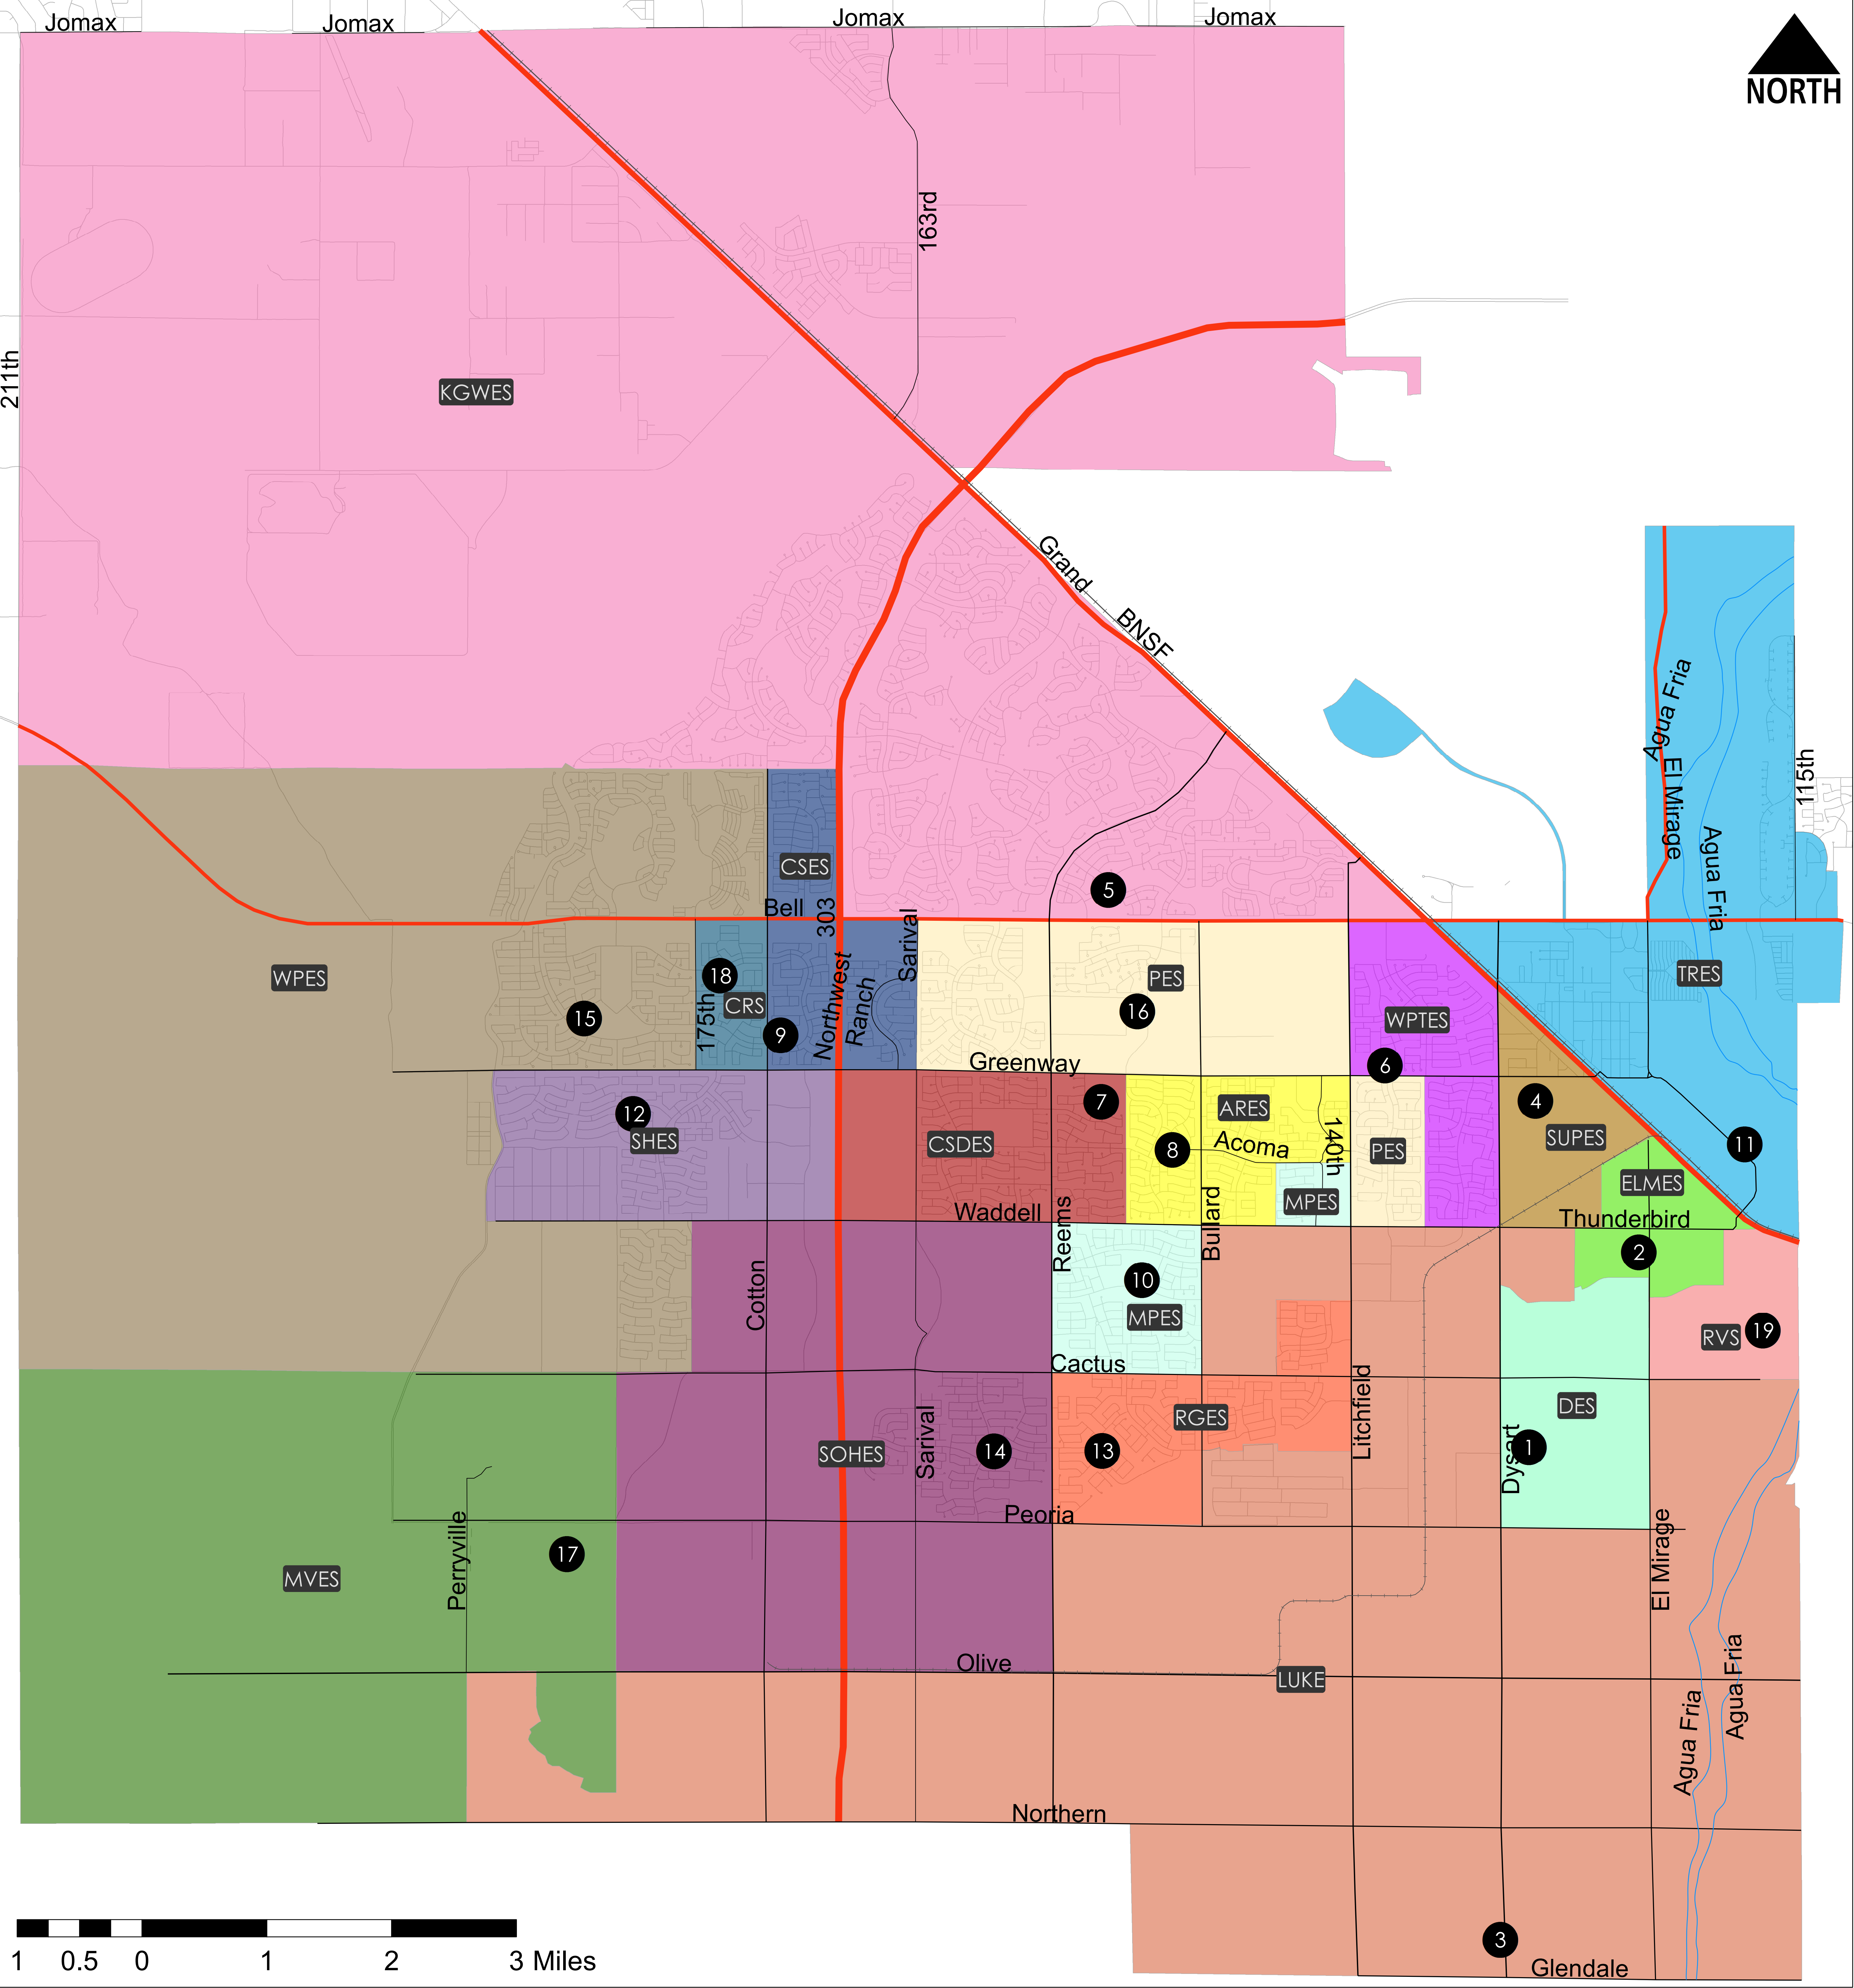 Jomax
Jomax
Jomax
Jomax
NORTH
163rd
211th
KGWES
Grand
BNSF
Agua Fria
El Mirage
115th
Agua Fria
CSES
5
Bell
303
Sarival
WPES
18
CRS
175th
15
9
Northwest
Ranch
PES
16
WPTES
TRES
Greenway
6
12
SHES
CSDES
7
8
ARES
Acoma
140th
PES
4
SUPES
11
MPES
ELMES
Waddell
Reems
Bullard
Thunderbird
2
Cotton
10
MPES
RVS
19
Cactus
Litchfield
DES
RGES
SOHES
Sarival
14
13
Dysart
1
Peoria
Perryville
17
MVES
El Mirage
Olive
LUKE
Agua Fria
Agua Fria
Northern
3
Glendale
1 0.5 0 1 2 3 Miles